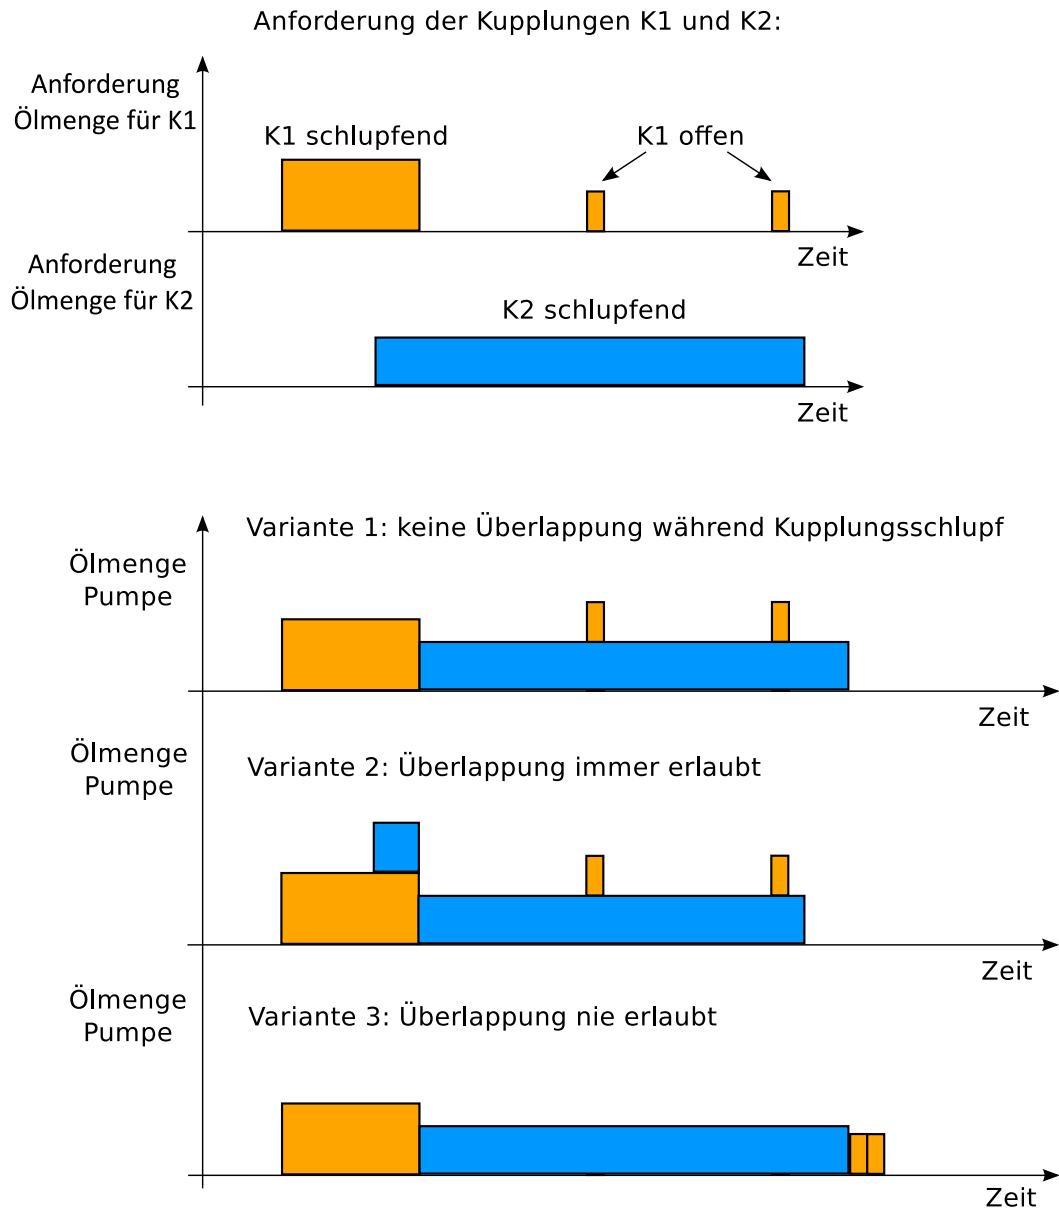 Anforderung der Kupplungen K1 und K2:
Anforderung
Ölmenge für K1
K1 schlupfend
K1 offen
Zeit
Anforderung
Ölmenge für K2
K2 schlupfend
Zeit
Variante 1: keine Überlappung während Kupplungsschlupf
Ölmenge
Pumpe
Zeit
Ölmenge
Pumpe
Variante 2: Überlappung immer erlaubt
Zeit
Ölmenge
Pumpe
Variante 3: Überlappung nie erlaubt
Zeit